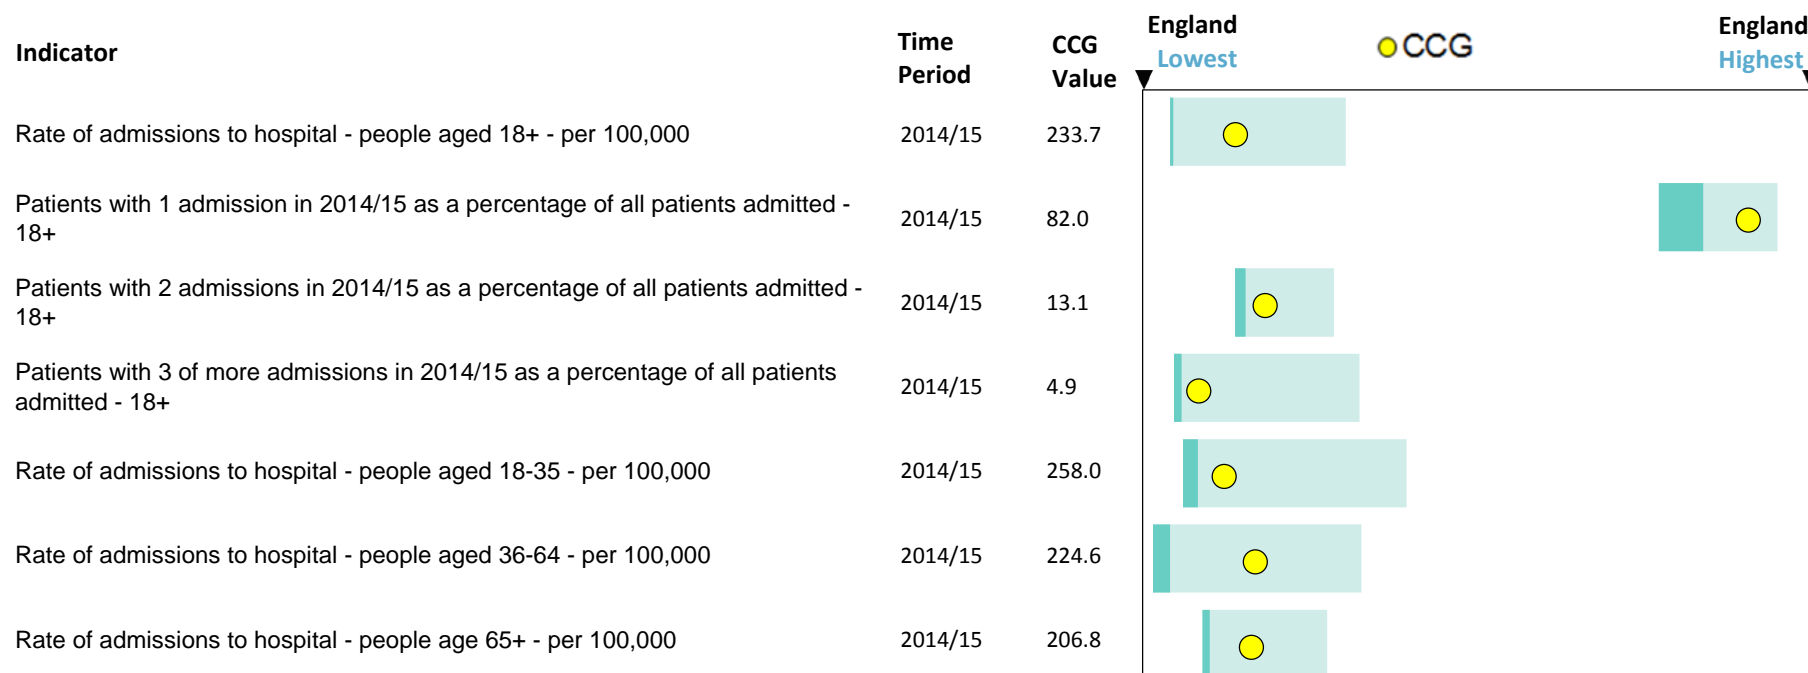 Indicator
Time
Period
CCG
Value
England
Lowest
CCG
England
Highest
Rate of admissions to hospital - people aged 18+ - per 100,000
2014/15
233.7
Patients with 1 admission in 2014/15 as a percentage of all patients admitted -
18+
2014/15
82.0
Patients with 2 admissions in 2014/15 as a percentage of all patients admitted -
18+
2014/15
13.1
Patients with 3 of more admissions in 2014/15 as a percentage of all patients
admitted - 18+
2014/15
4.9
Rate of admissions to hospital - people aged 18-35 - per 100,000
2014/15
258.0
Rate of admissions to hospital - people aged 36-64 - per 100,000
2014/15
224.6
Rate of admissions to hospital - people age 65+ - per 100,000
2014/15
206.8